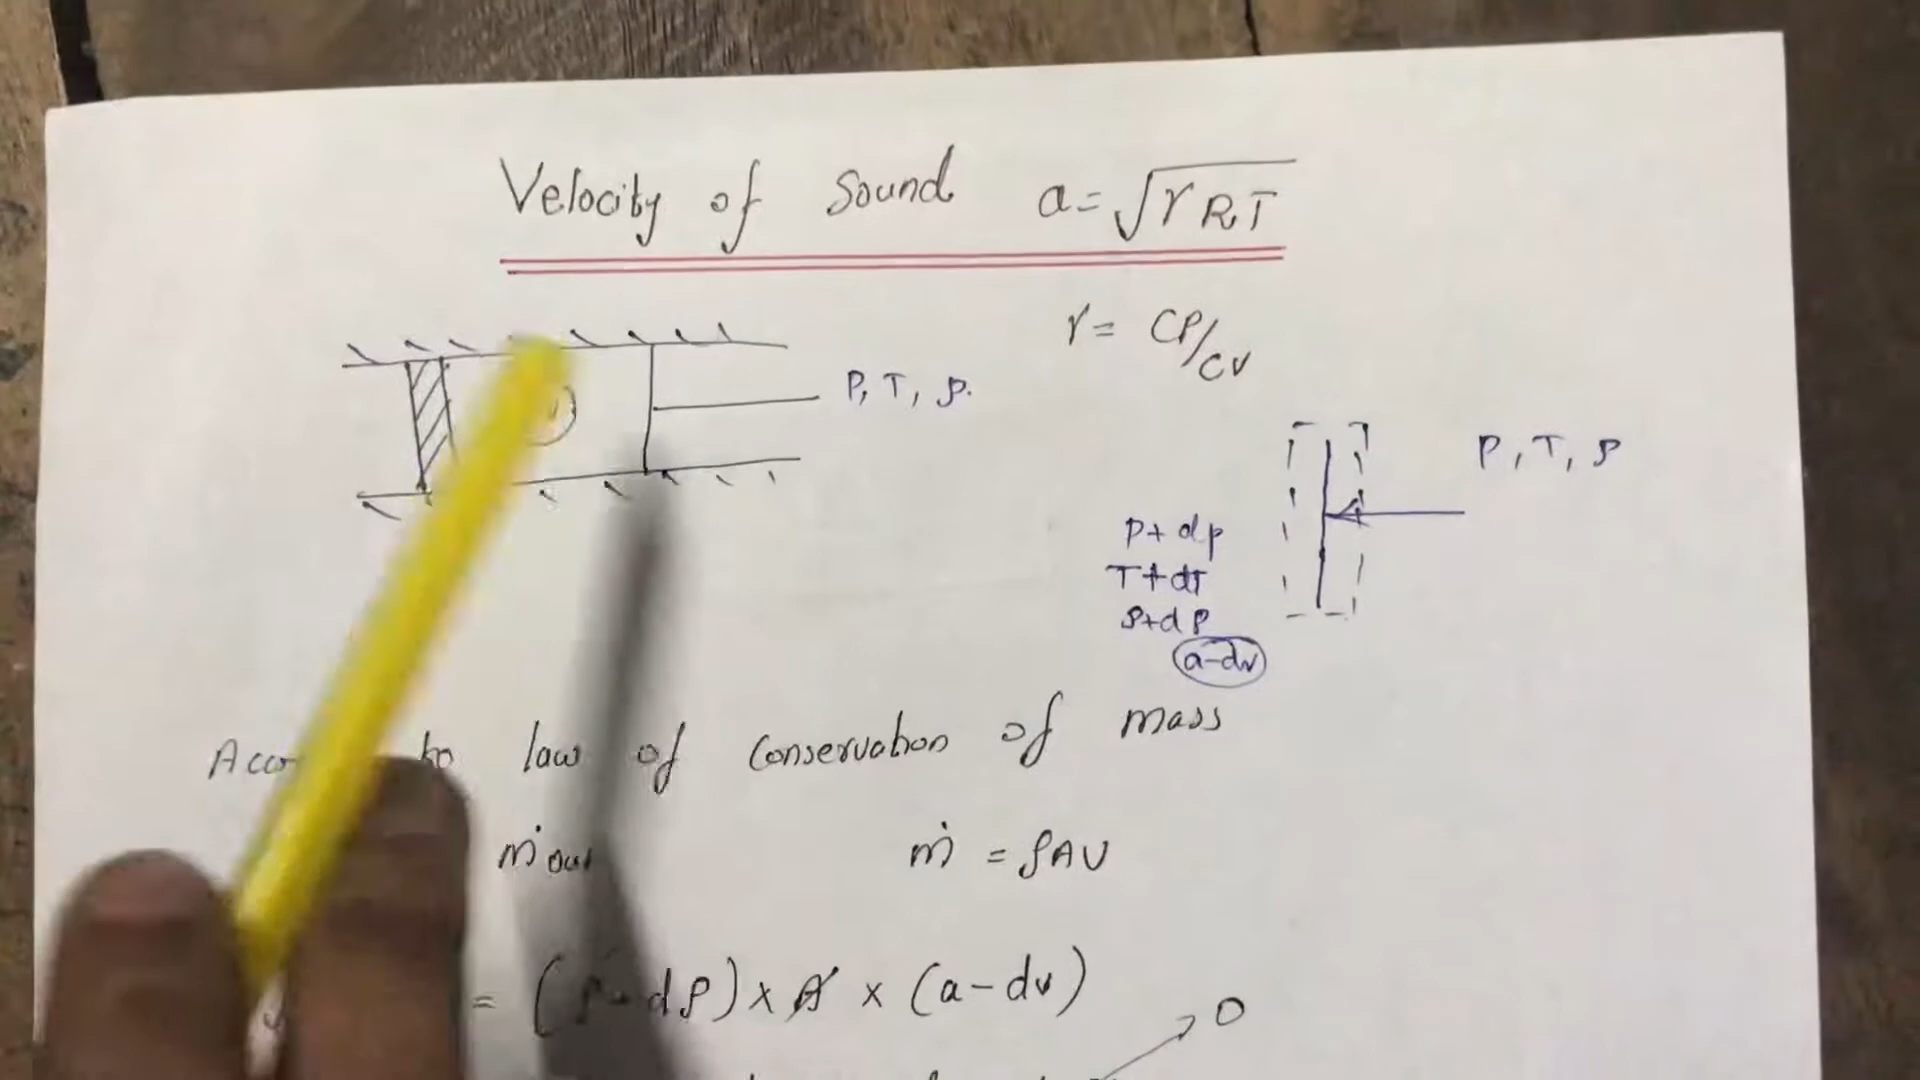 Velocity of Sound a = √γRT
γ = CP/CV
P, T, ρ.
P, T, ρ
P + dp
T + dT
ρ + dρ
a-dv
to law of Conservation of mass
ṁout
ṁ = ρAV
= (ρ+dρ) x A x (a-dv)
0